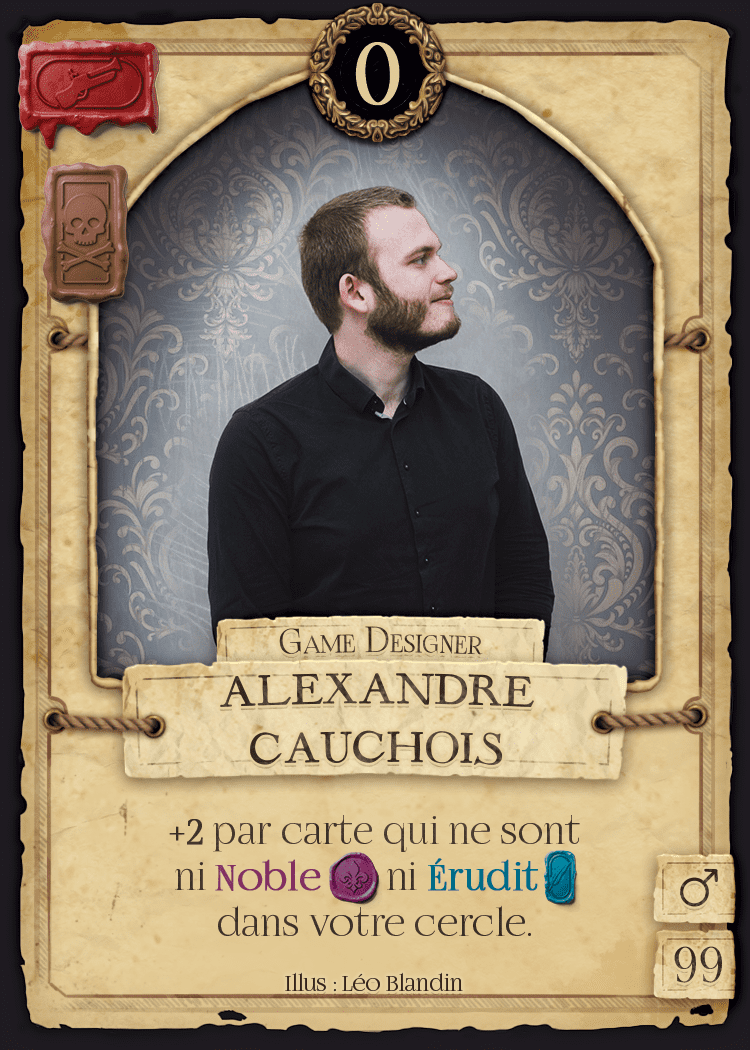 0
GAME DESIGNER
ALEXANDRE
CAUCHOIS
+2 par carte qui ne sont
ni Noble ni Érudit
dans votre cercle.
♂
99
Illus : Léo Blandin